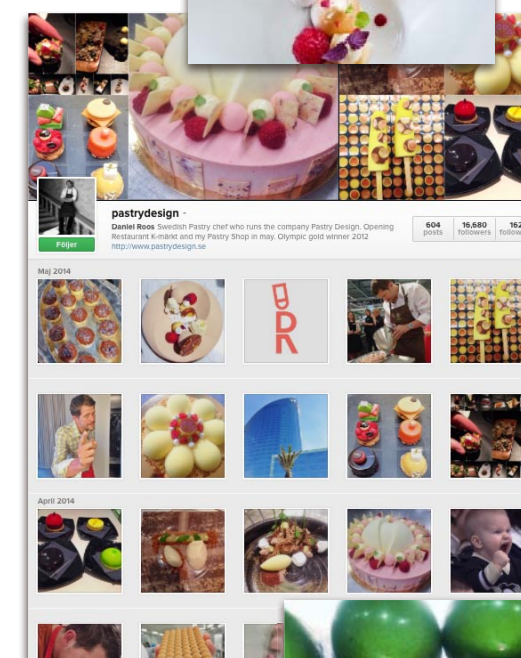 pastrydesign
Daniel Roos Swedish Pastry chef who runs the company Pastry Design. Opening
Restaurant K-märkt and my Pastry Shop in may. Olympic gold winner 2012
http://www.pastrydesign.se
604
posts
16,680
followers
162
follow
Följer
Maj 2014
R
April 2014